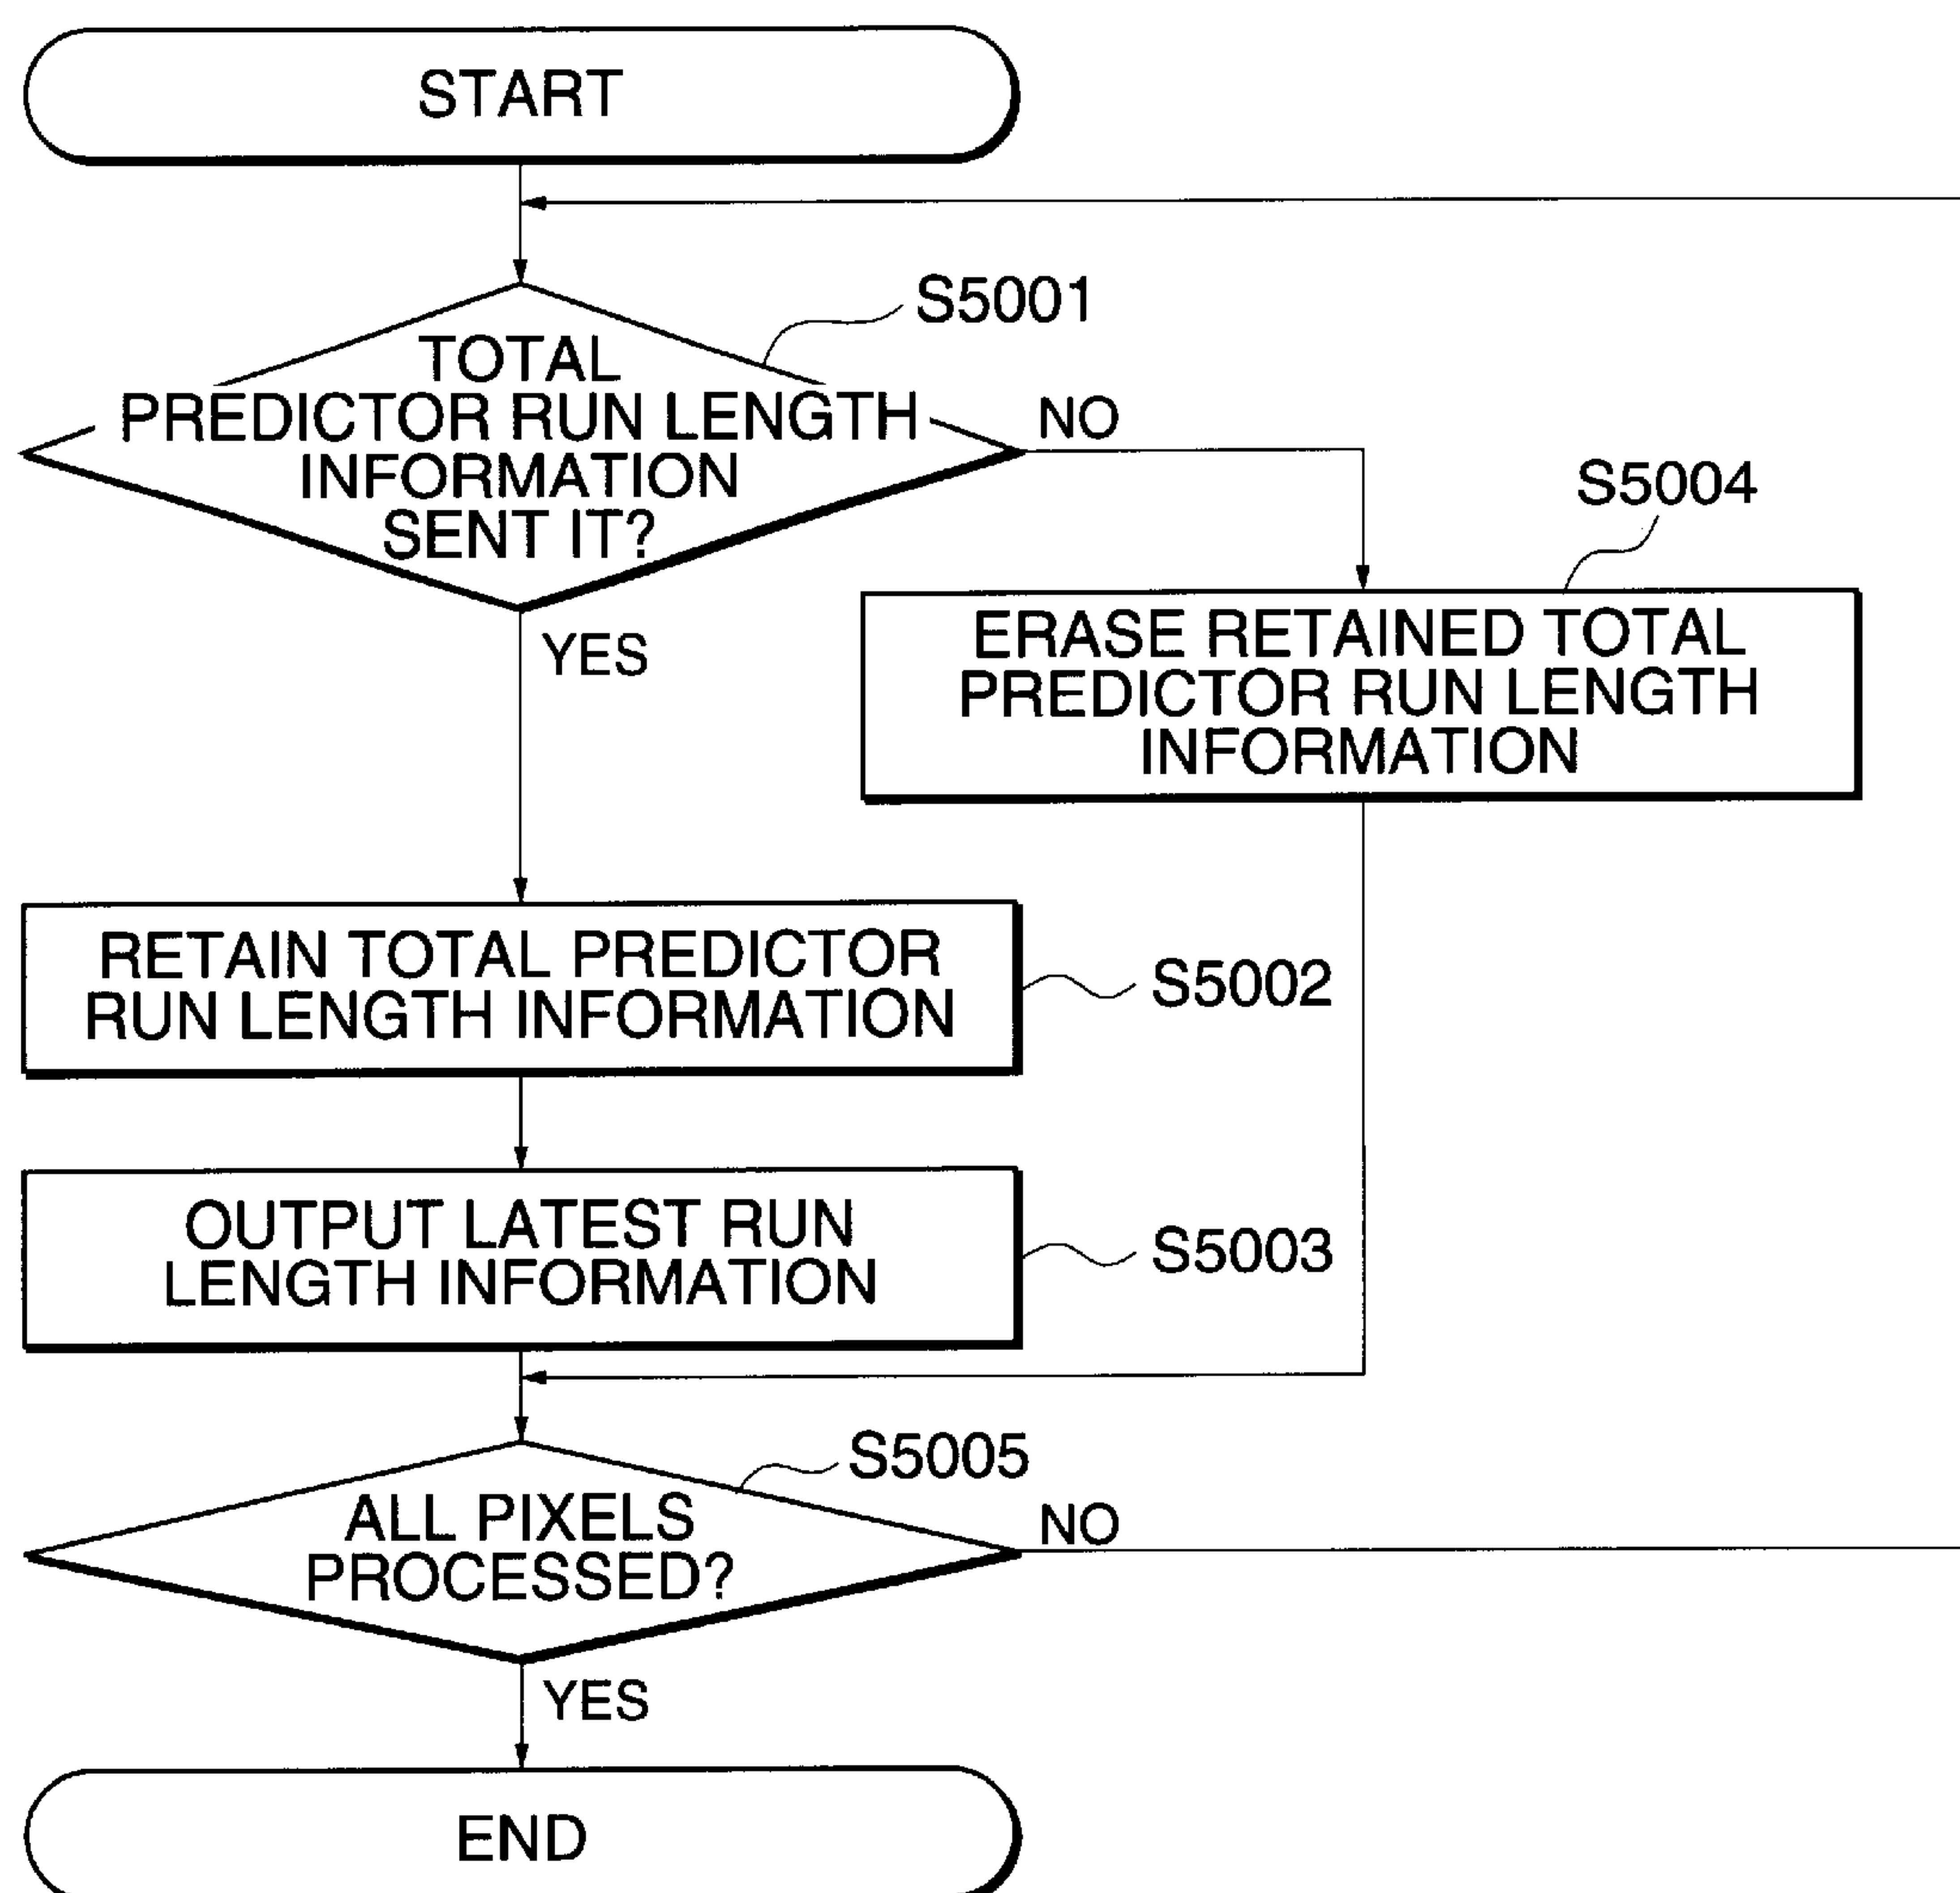 START
S5001
TOTAL
PREDICTOR RUN LENGTH
INFORMATION
SENT IT?
NO
YES
S5004
ERASE RETAINED TOTAL
PREDICTOR RUN LENGTH
INFORMATION
RETAIN TOTAL PREDICTOR
RUN LENGTH INFORMATION
S5002
OUTPUT LATEST RUN
LENGTH INFORMATION
S5003
S5005
ALL PIXELS
PROCESSED?
NO
YES
END